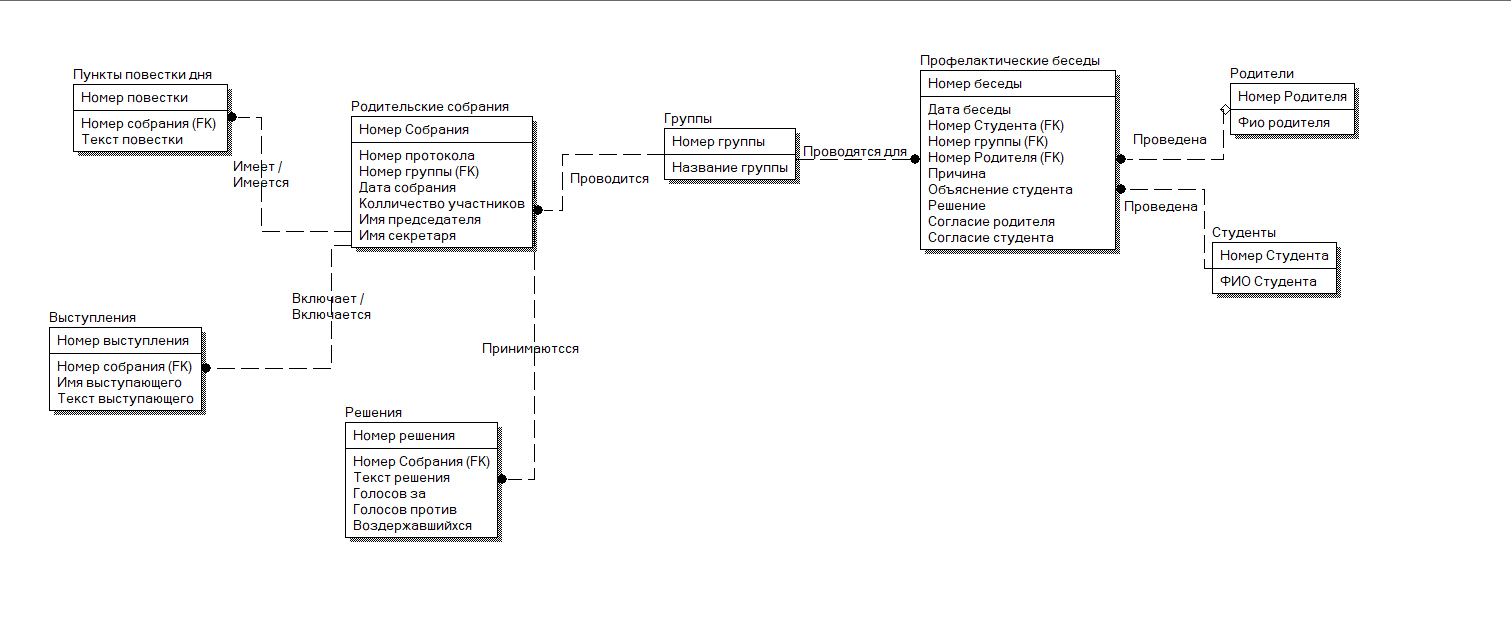 Пункты повестки дня
Номер повестки
Номер собрания (FK)
Текст повестки
Имеет /
Имеется
Родительские собрания
Номер Собрания
Номер протокола
Номер группы (FK)
Дата собрания
Колличество участников
Имя председателя
Имя секретаря
Проводится
Группы
Номер группы
Название группы
Проводятся для
Профелактические беседы
Номер беседы
Дата беседы
Номер Студента (FK)
Номер группы (FK)
Номер Родителя (FK)
Причина
Объяснение студента
Решение
Согласие родителя
Согласие студента
Родители
Номер Родителя
Фио родителя
Проведена
Проведена
Студенты
Номер Студента
ФИО Студента
Включает /
Включается
Выступления
Номер выступления
Номер собрания (FK)
Имя выступающего
Текст выступающего
Принимаютсся
Решения
Номер решения
Номер Собрания (FK)
Текст решения
Голосов за
Голосов против
Воздержавшийхся